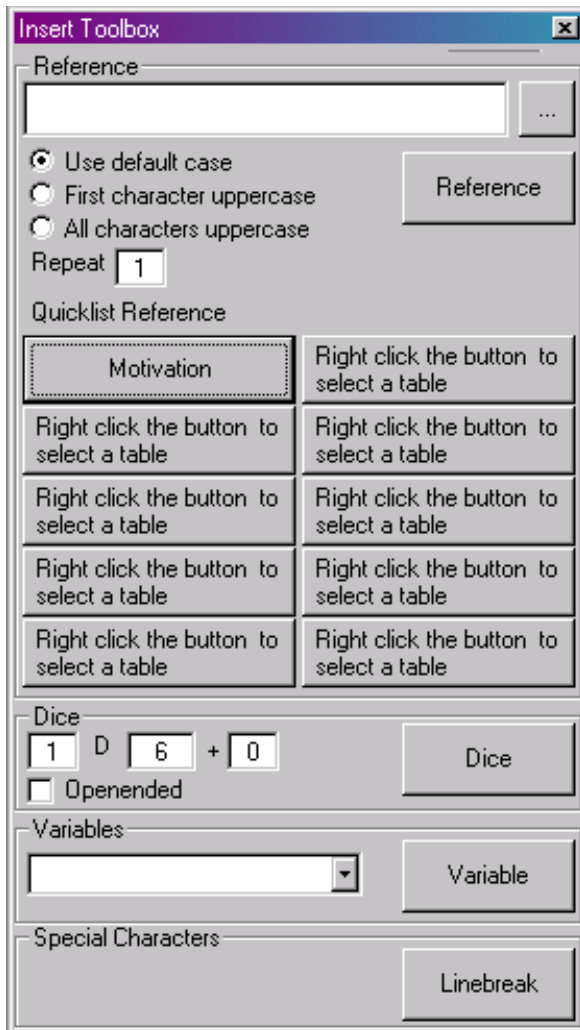 Insert Toolbox
Reference
...
Use default case
First character uppercase
All characters uppercase
Reference
Repeat 1
Quicklist Reference
Motivation
Right click the button to
select a table
Right click the button to
select a table
Right click the button to
select a table
Right click the button to
select a table
Right click the button to
select a table
Right click the button to
select a table
Right click the button to
select a table
Right click the button to
select a table
Right click the button to
select a table
Dice
1 D 6 + 0
Openended
Dice
Variables
Variable
Special Characters
Linebreak